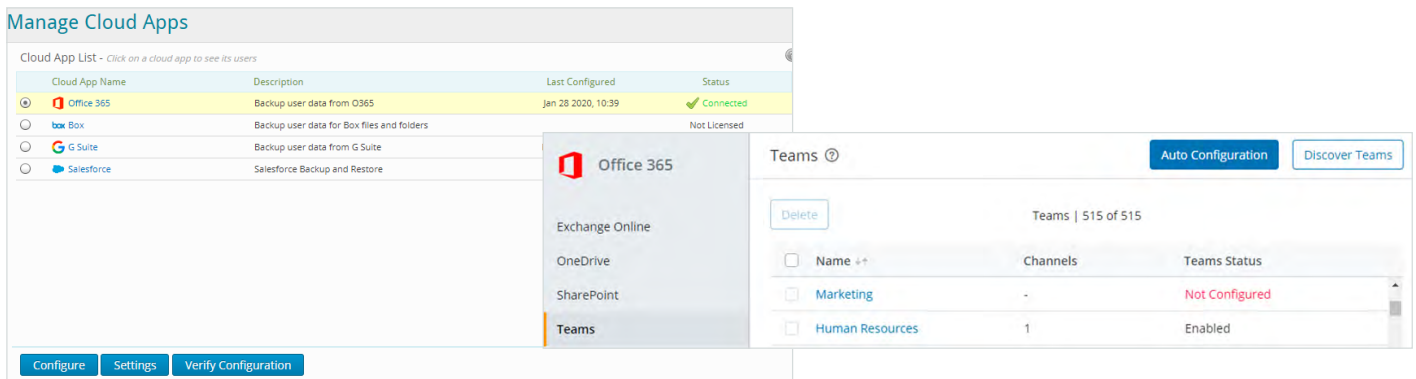 Manage Cloud Apps
Cloud App List - Click on a cloud app to see its users
Cloud App Name Description Last Configured Status
Office 365 Backup user data from O365 Jan 28 2020, 10:39 Connected
box Box Backup user data for Box files and folders Not Licensed
G Suite Backup user data from G Suite
Salesforce Salesforce Backup and Restore
Configure Settings Verify Configuration
Office 365
Exchange Online
OneDrive
SharePoint
Teams
Teams Auto Configuration Discover Teams
Delete Teams | 515 of 515
Name Channels Teams Status
Marketing - Not Configured
Human Resources 1 Enabled